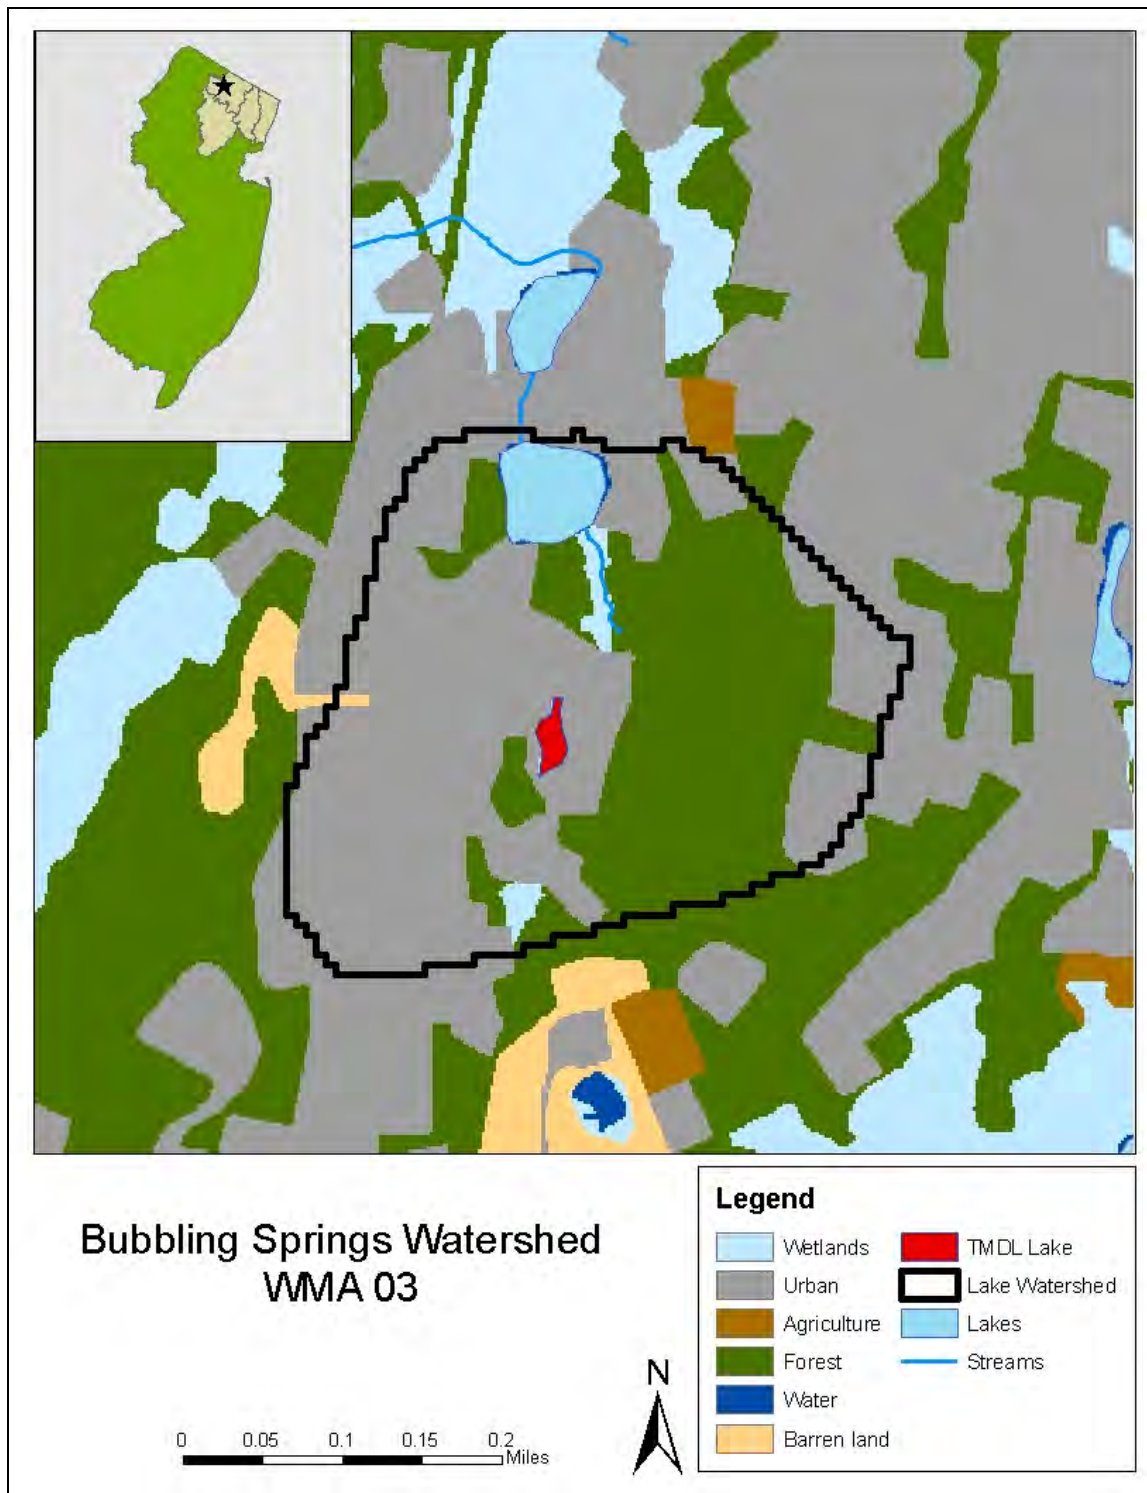 Bubbling Springs Watershed
WMA 03
0 0.05 0.1 0.15 0.2
Miles
N
Legend
Wetlands
Urban
Agriculture
Forest
Water
Barren land
TMDL Lake
Lake Watershed
Lakes
Streams